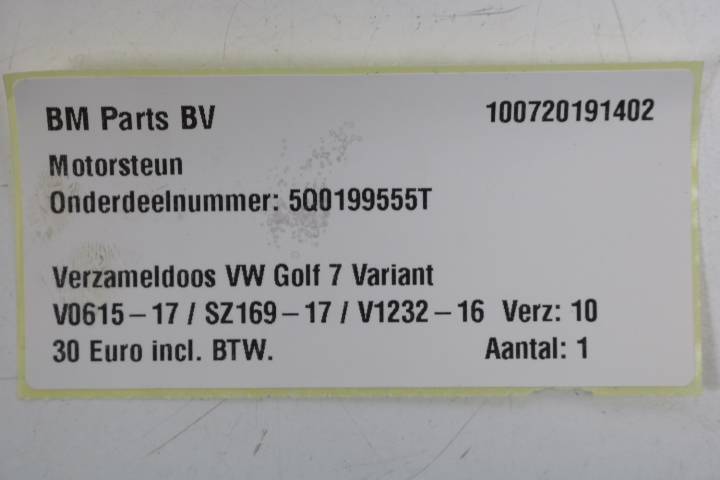 BM Parts BV 100720191402
Motorsteun
Onderdeelnummer: 5Q0199555T
Verzameldoos VW Golf 7 Variant
V0615-17 / SZ169-17 / V1232-16 Verz: 10
30 Euro incl. BTW. Aantal: 1